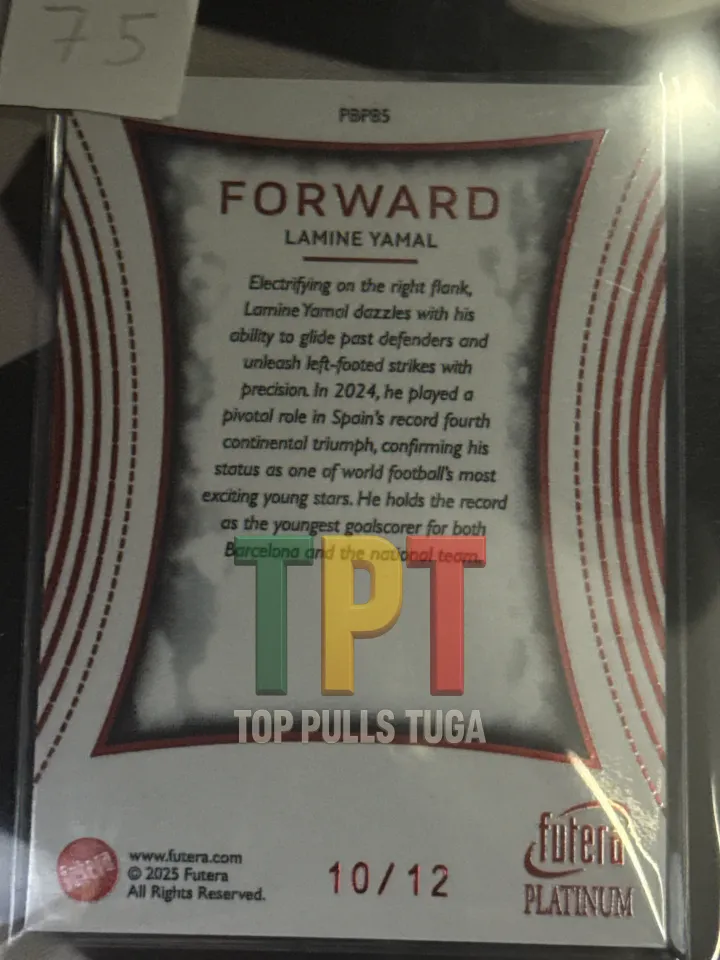 75
PBPB5
FORWARD
LAMINE YAMAL
Electrifying on the right flank,
Lamine Yamal dazzles with his
ability to glide past defenders and
unleash left-footed strikes with
precision. In 2024, he played a
pivotal role in Spain's record fourth
continental triumph, confirming his
status as one of world football's most
exciting young stars. He holds the record
as the youngest goalscorer for both
Barcelona and the national team.
TPT
TOP PULLS TUGA
www.futera.com
© 2025 Futera
All Rights Reserved.
10/12
futera
PLATINUM